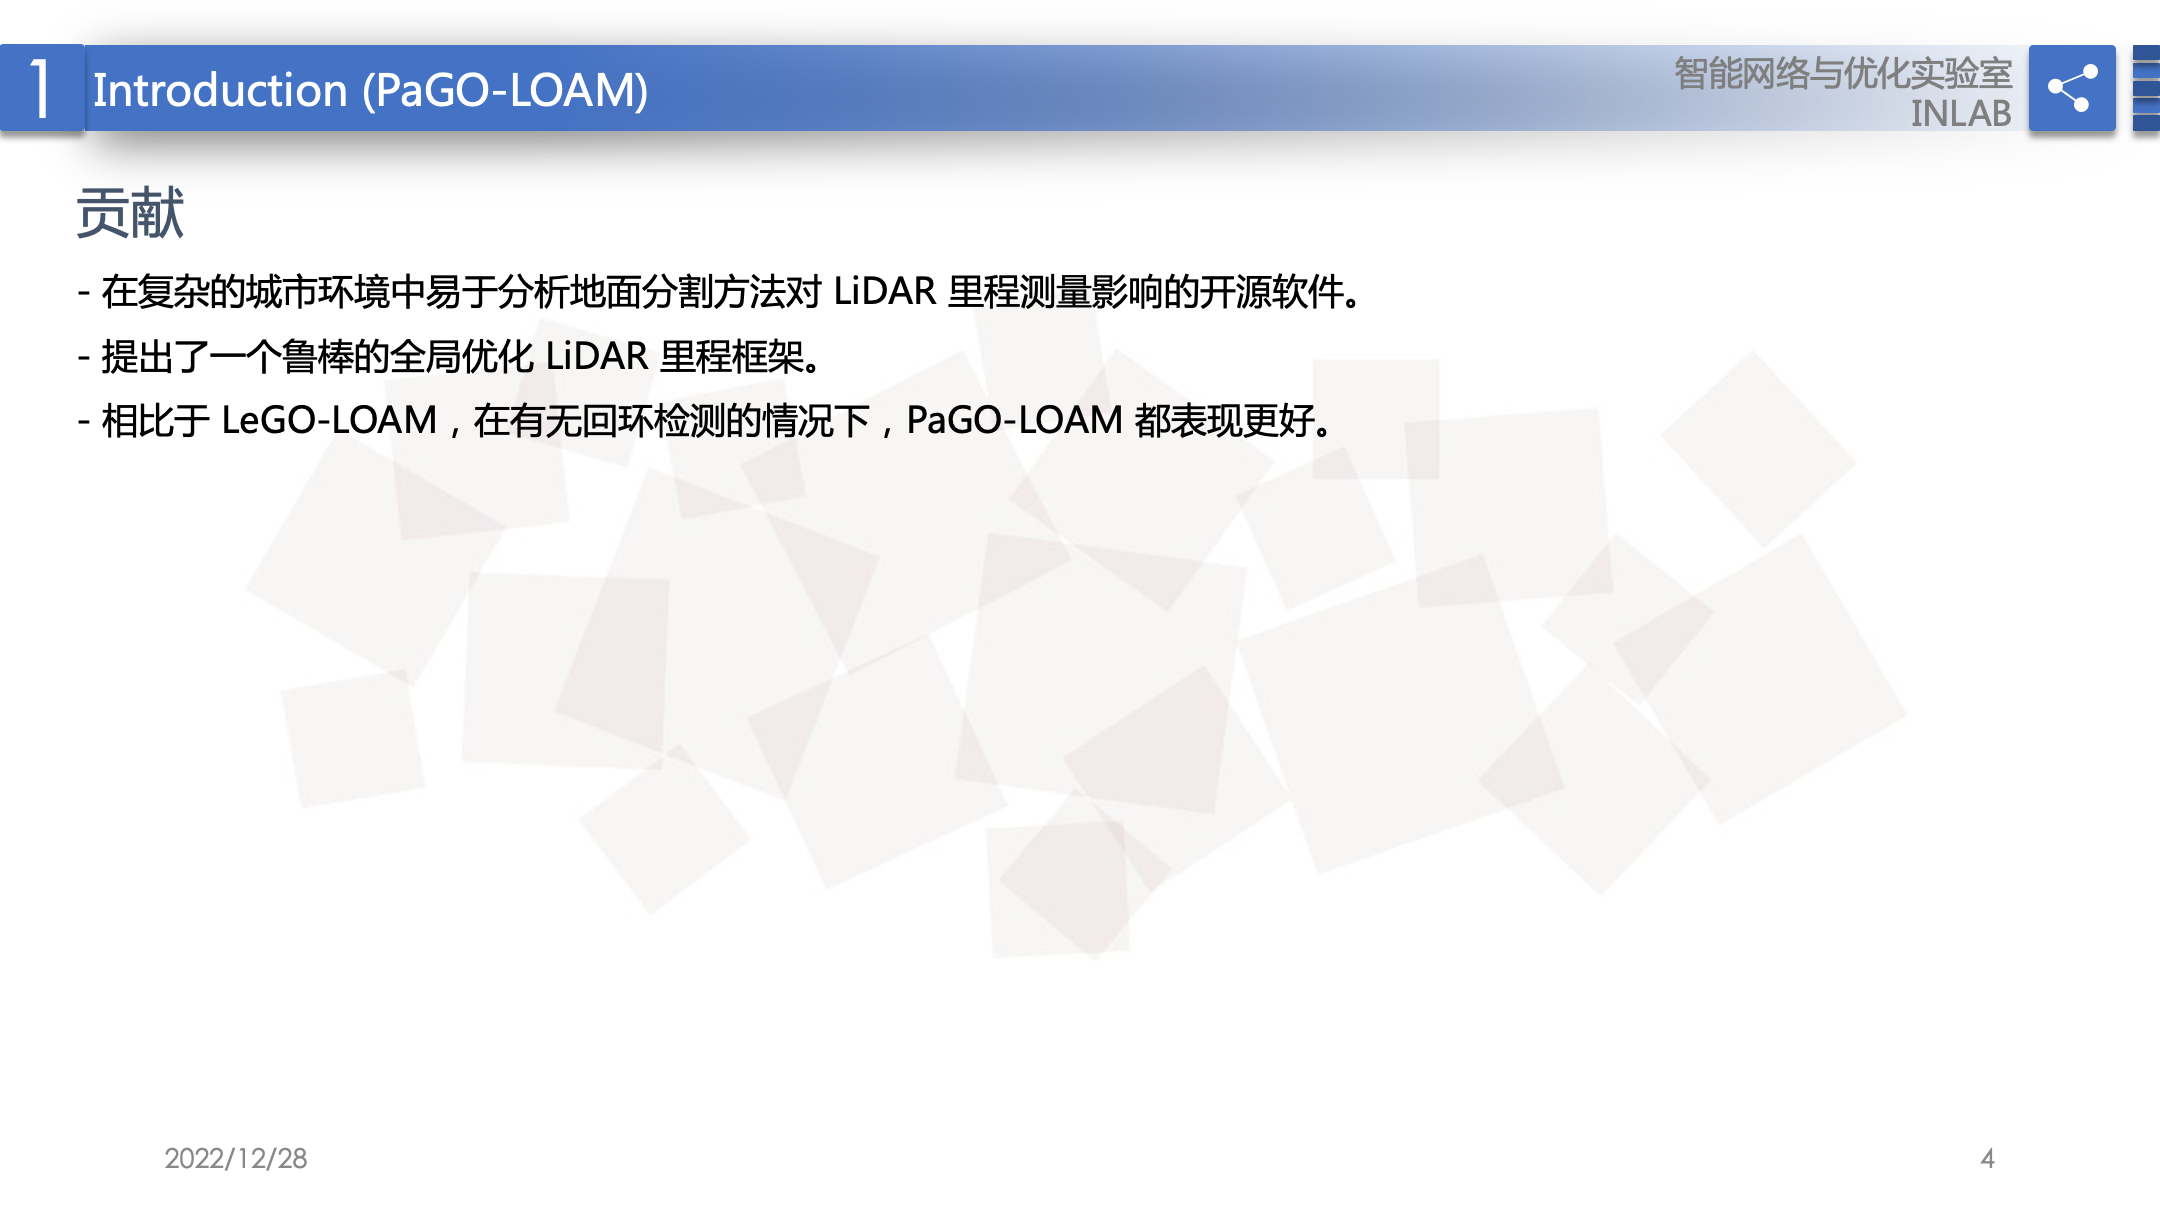 1 Introduction (PaGO-LOAM)
智能网络与优化实验室
INLAB
贡献
- 在复杂的城市环境中易于分析地面分割方法对 LiDAR 里程测量影响的开源软件。
- 提出了一个鲁棒的全局优化 LiDAR 里程框架。
- 相比于 LeGO-LOAM，在有无回环检测的情况下，PaGO-LOAM 都表现更好。
2022/12/28
4